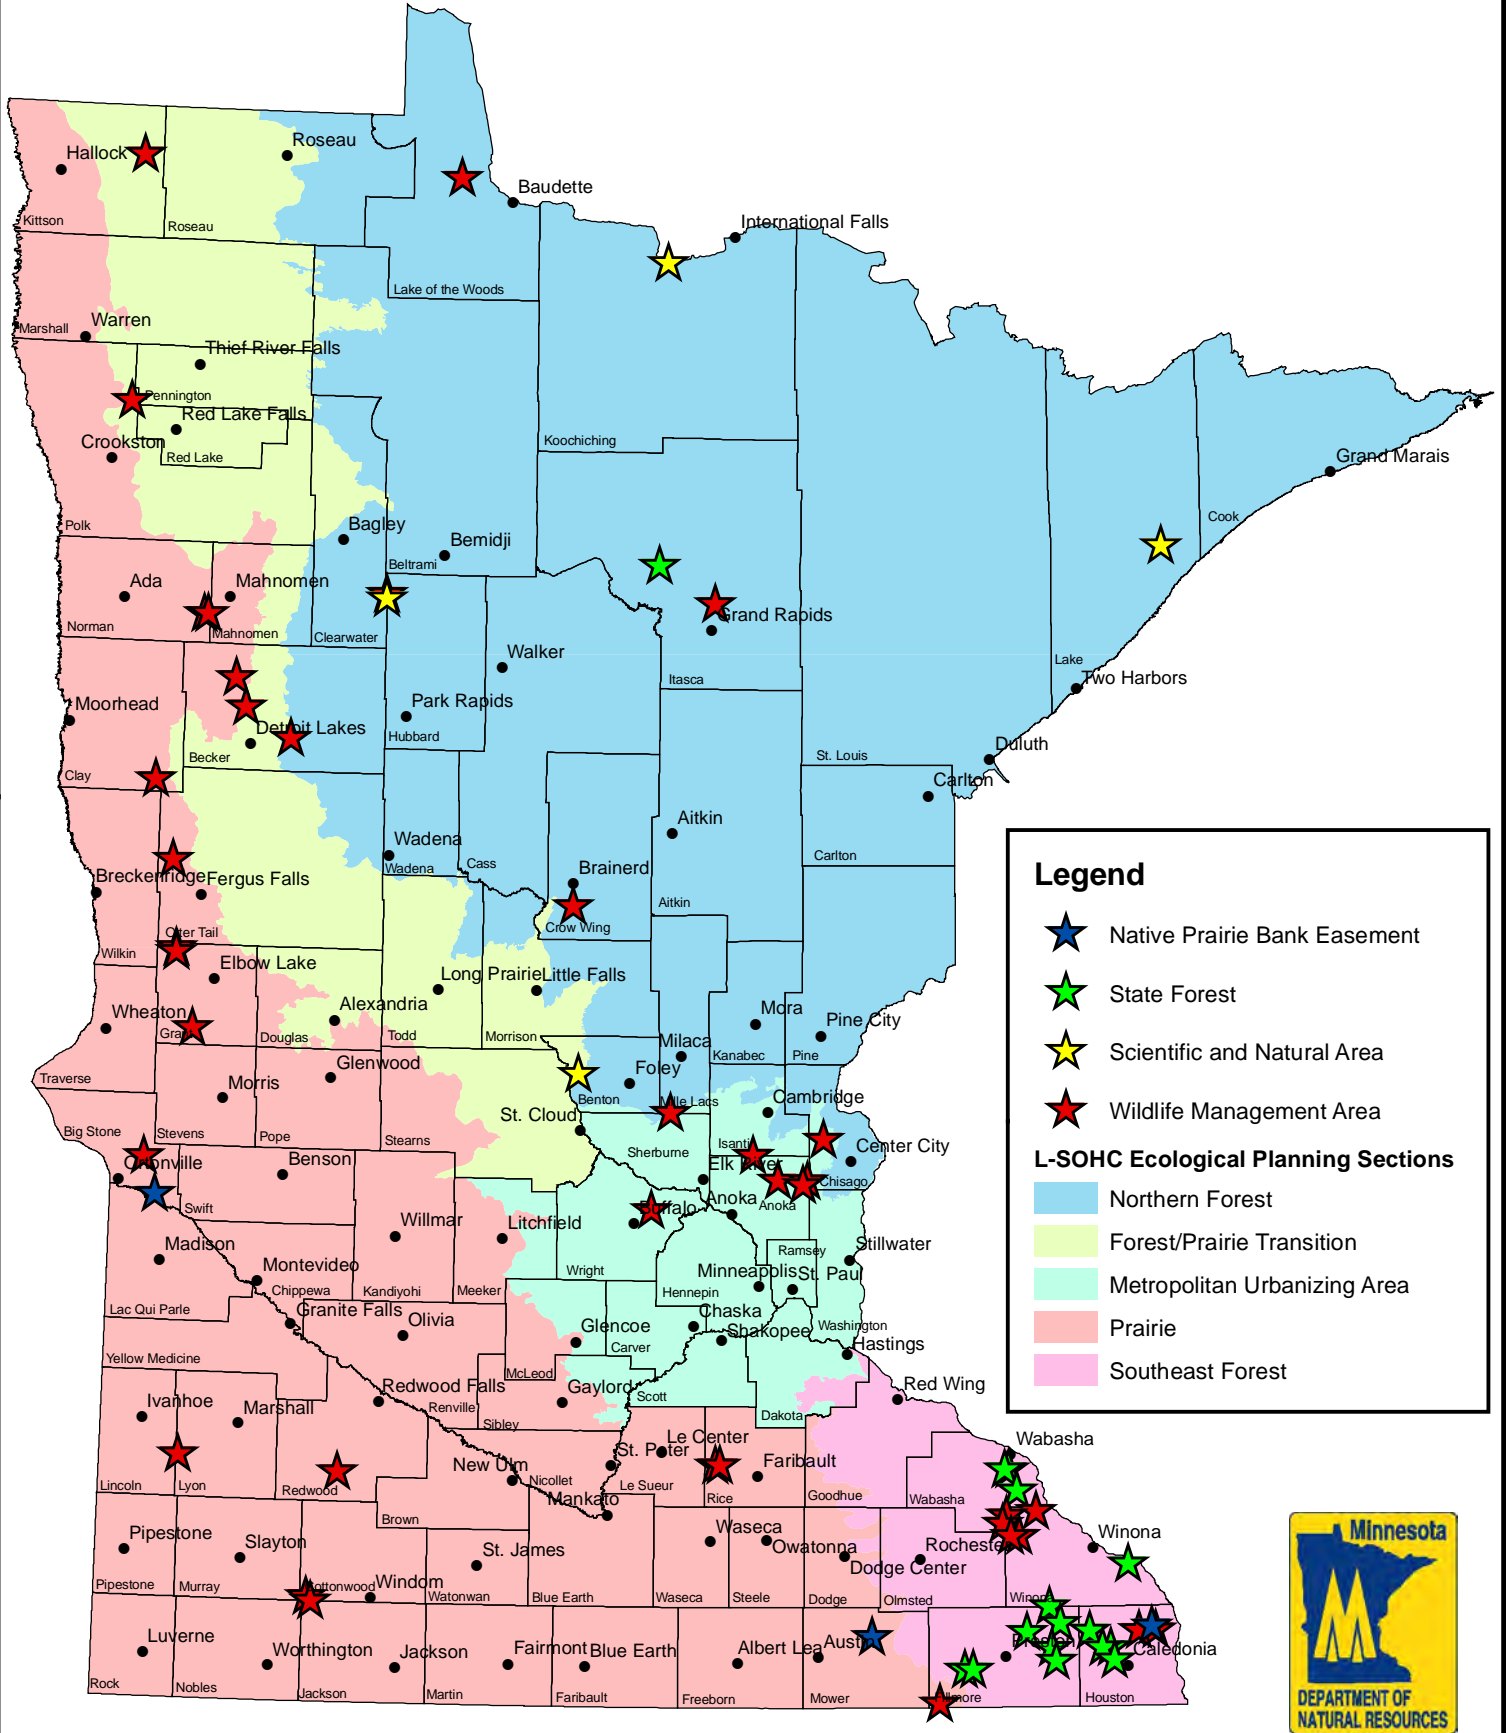 Roseau
Hallock
Baudette
Kittson
Roseau
International Falls
Lake of the Woods
Marshall
Warren
Thief River Falls
Pennington
Red Lake Falls
Crookston
Red Lake
Koochiching
Grand Marais
Polk
Bagley
Bemidji
Cook
Beltrami
Ada
Mahnomen
Grand Rapids
Norman
Mahnomen
Clearwater
Walker
Lake
Itasca
Two Harbors
Moorhead
Park Rapids
Detroit Lakes
Hubbard
Becker
St. Louis
Duluth
Clay
Carlton
Aitkin
Wadena
Carlton
Wadena
Cass
Brainerd
Breckenridge
Fergus Falls
Aitkin
Crow Wing
Otter Tail
Wilkin
Elbow Lake
Long Prairie
Little Falls
Wheaton
Alexandria
Mora
Pine City
Grant
Douglas
Todd
Morrison
Milaca
Kanabec
Pine
Glenwood
Foley
Traverse
Morris
Benton
Mille Lacs
Cambridge
St. Cloud
Big Stone
Stevens
Pope
Stearns
Isanti
Center City
Sherburne
Ortonville
Benson
Elk River
Chisago
Swift
Anoka
Anoka
Buffalo
Willmar
Litchfield
Madison
Ramsey
Stillwater
Montevideo
Wright
Minneapolis
St. Paul
Chippewa
Kandiyohi
Meeker
Hennepin
Lac Qui Parle
Granite Falls
Olivia
Chaska
Glencoe
Shakopee
Washington
Carver
Hastings
Yellow Medicine
McLeod
Redwood Falls
Gaylord
Scott
Red Wing
Ivanhoe
Marshall
Renville
Sibley
Dakota
Le Center
St. Peter
Wabasha
New Ulm
Faribault
Lincoln
Lyon
Redwood
Nicollet
Le Sueur
Rice
Goodhue
Wabasha
Mankato
Brown
Pipestone
Slayton
St. James
Waseca
Owatonna
Rochester
Winona
Dodge Center
Pipestone
Murray
Cottonwood
Windom
Watonwan
Blue Earth
Waseca
Steele
Dodge
Olmsted
Winona
Luverne
Worthington
Jackson
Fairmont
Blue Earth
Albert Lea
Austin
Preston
Caledonia
Rock
Nobles
Jackson
Martin
Faribault
Freeborn
Mower
Fillmore
Houston
Legend
Native Prairie Bank Easement
State Forest
Scientific and Natural Area
Wildlife Management Area
L-SOHC Ecological Planning Sections
Northern Forest
Forest/Prairie Transition
Metropolitan Urbanizing Area
Prairie
Southeast Forest
Minnesota
DEPARTMENT OF
NATURAL RESOURCES